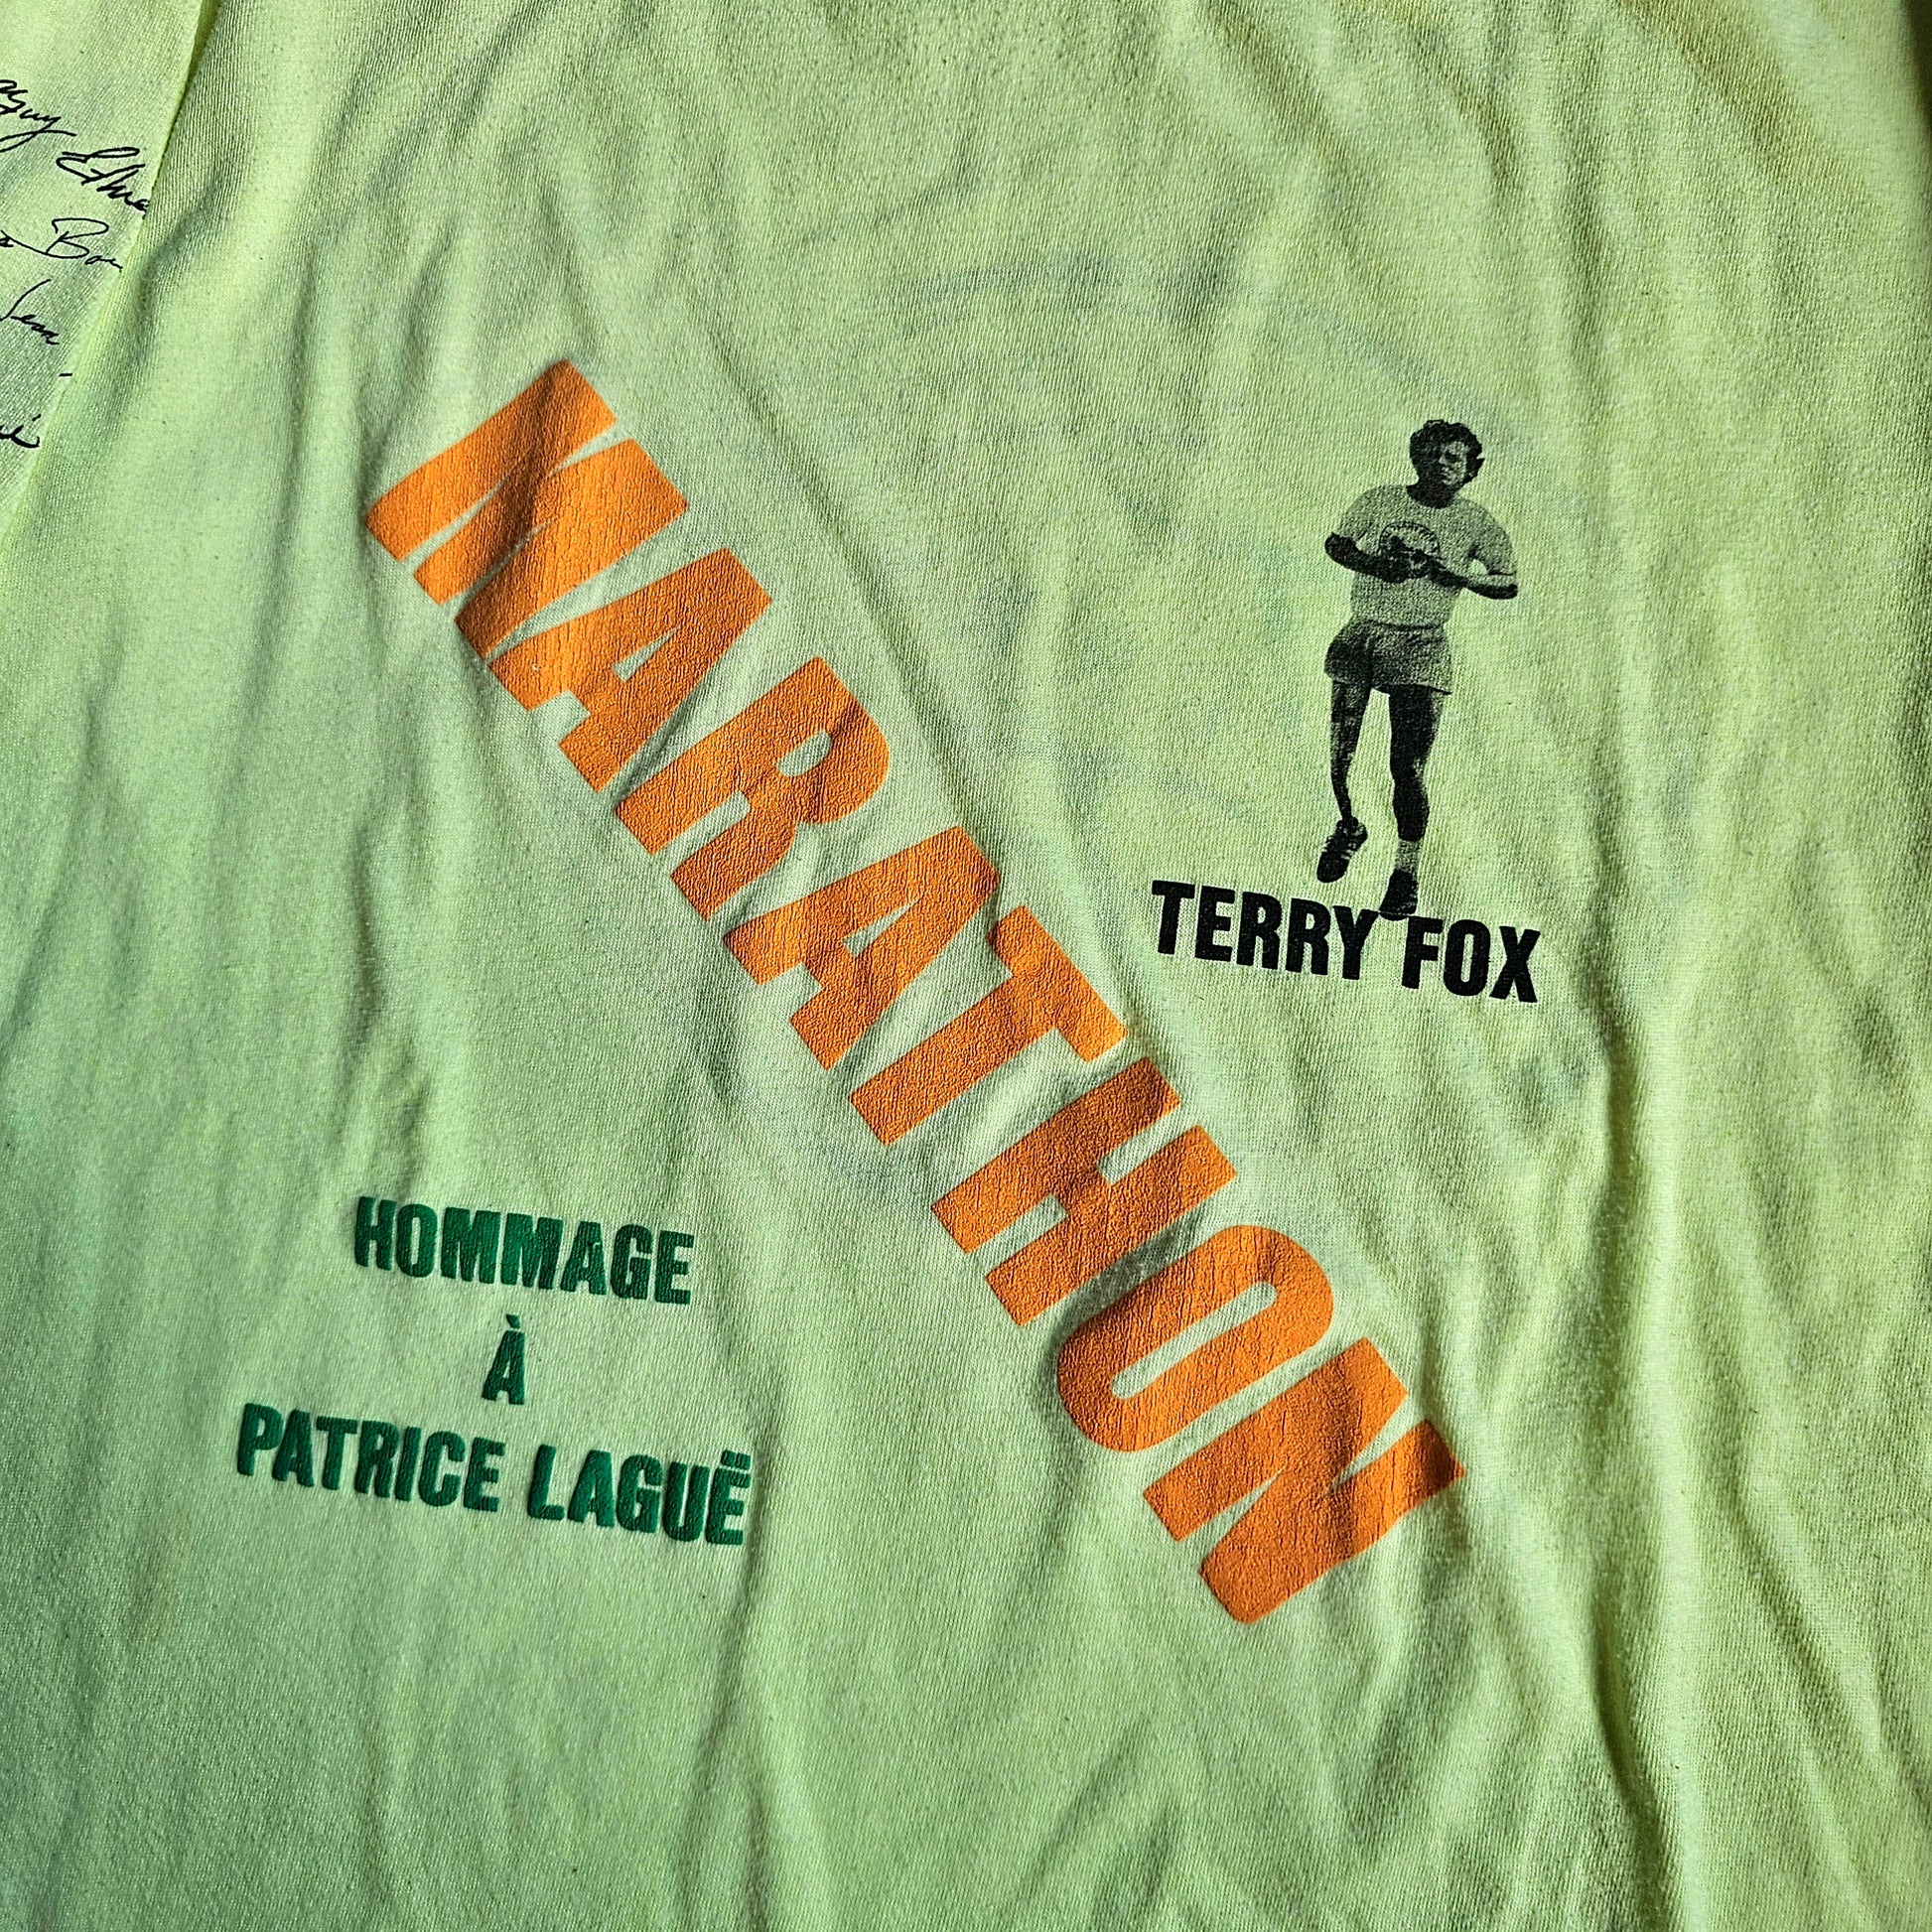 MARATHON
TERRY FOX
HOMMAGE
À
PATRICE LAGUË